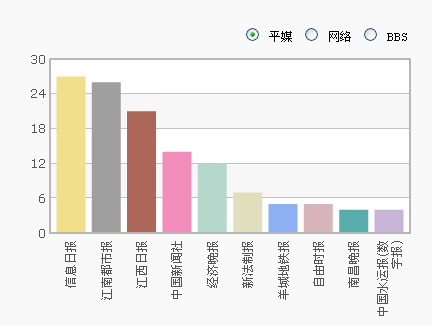 平媒 网络 BBS
30
24
18
12
6
0
信息日报
江南都市报
江西日报
中国新闻社
经济晚报
新法制报
羊城地铁报
自由时报
南昌晚报
中国水运报(数
字报)